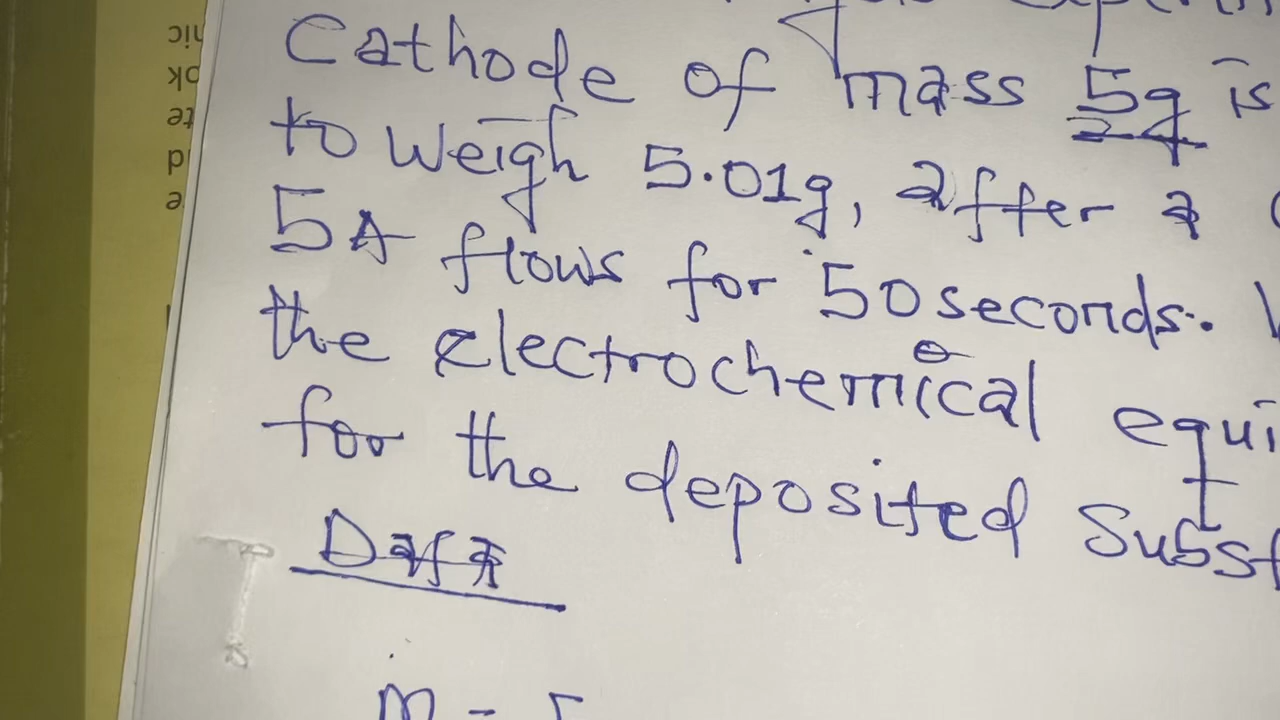 Cathode of mass 5g is
to weigh 5.01g, after a
5A flows for 50 seconds.
the electrochemical equi
for the deposited Subst
Data
m = 5